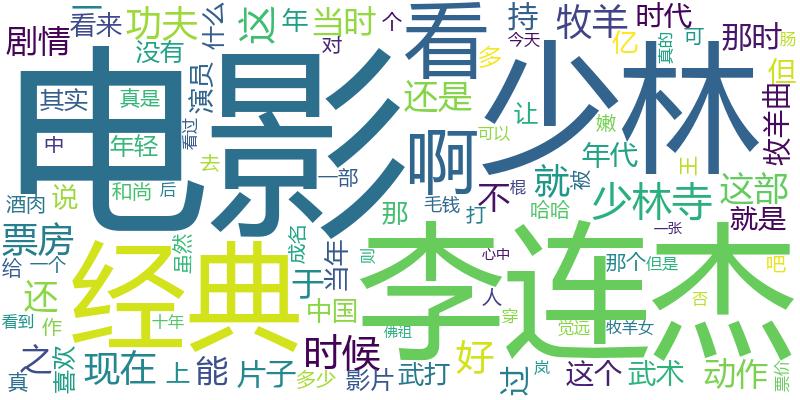 电影
少林
李连杰
经典
看
啊
剧情
看来
功夫
什么
这
年
当时
个
对
持
牧羊
时代
那时
肠
没有
演员
多
今天
亿
真的
可
但
其实
真是
还是
让
牧羊曲
中
年轻
看过
可以
嫩
年代
去
王
说
和尚
后
一部
就
被
酒肉
不
棍
少林寺
这部
那
毛钱
打
哈哈
就是
票房
虽然
成名
一张
给
一个
于
当年
则
心中
那个
但是
吧
还
中国
人
穿
否
看到
作
十年
佛祖
觉远
牧羊女
之
时候
好
喜欢
现在
上
能
片子
多少
影片
武打
过
岚
这个
武术
动作
票价
真